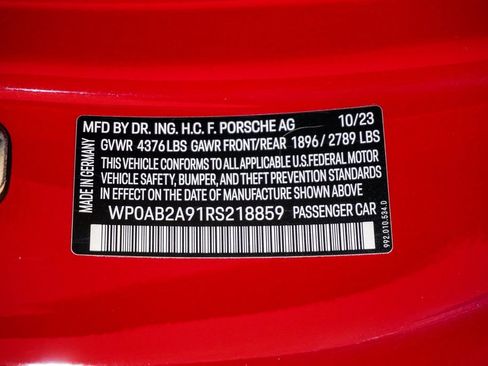 MFD BY DR. ING. H.C. F. PORSCHE AG 10/23
GVWR 4376LBS GAWR FRONT/REAR 1896/2789 LBS
THIS VEHICLE CONFORMS TO ALL APPLICABLE U.S.FEDERAL MOTOR
VEHICLE SAFETY, BUMPER, AND THEFT PREVENTION STANDARDS
IN EFFECT ON THE DATE OF MANUFACTURE SHOWN ABOVE
WP0AB2A91RS218859 PASSENGER CAR
MADE IN GERMANY
992.010.534.0